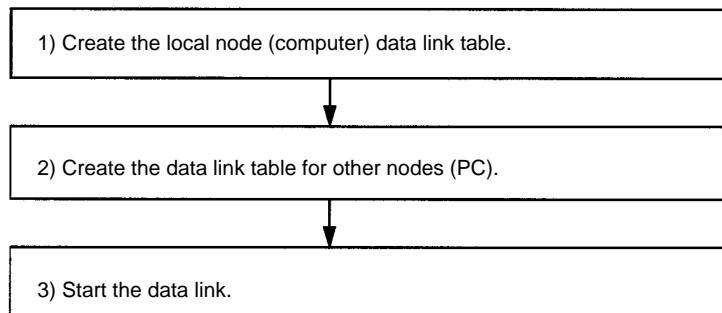 1) Create the local node (computer) data link table.
2) Create the data link table for other nodes (PC).
3) Start the data link.